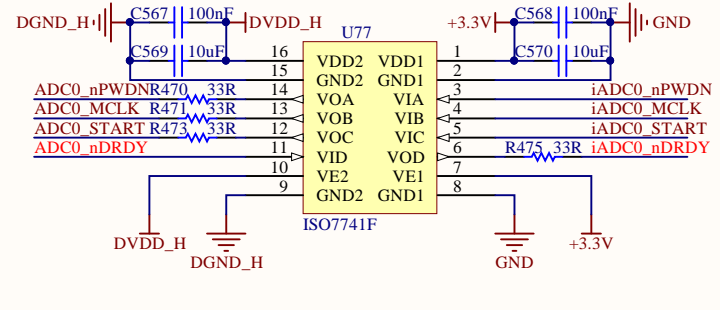 C567 100nF C568 100nF
DGND_H DVDD_H U77 +3.3V GND
C569 10uF C570 10uF
16 VDD2 VDD1 1
15 GND2 GND1 2
ADC0_nPWDN R470 33R 14 VOA VIA 3 iADC0_nPWDN
ADC0_MCLK R471 33R 13 VOB VIB 4 iADC0_MCLK
ADC0_START R473 33R 12 VOC VIC 5 iADC0_START
ADC0_nDRDY 11 VID VOD 6 R475 33R iADC0_nDRDY
10 VE2 VE1 7
9 GND2 GND1 8
ISO7741F
DVDD_H +3.3V
DGND_H GND